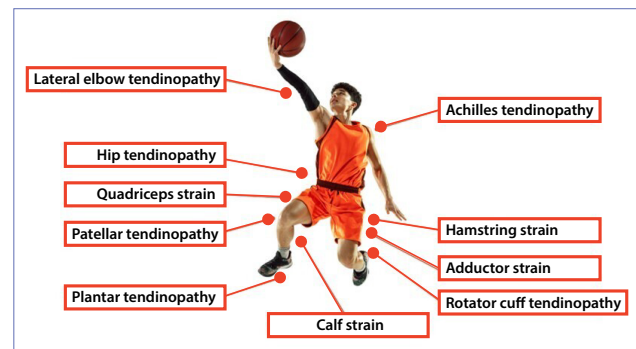 Lateral elbow tendinopathy
Achilles tendinopathy
Hip tendinopathy
Quadriceps strain
Patellar tendinopathy
Hamstring strain
Adductor strain
Plantar tendinopathy
Rotator cuff tendinopathy
Calf strain